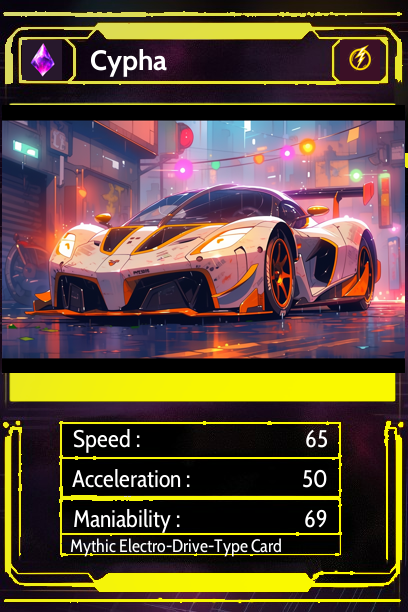 Cypha
Speed : 65
Acceleration : 50
Maniability : 69
Mythic Electro-Drive-Type Card